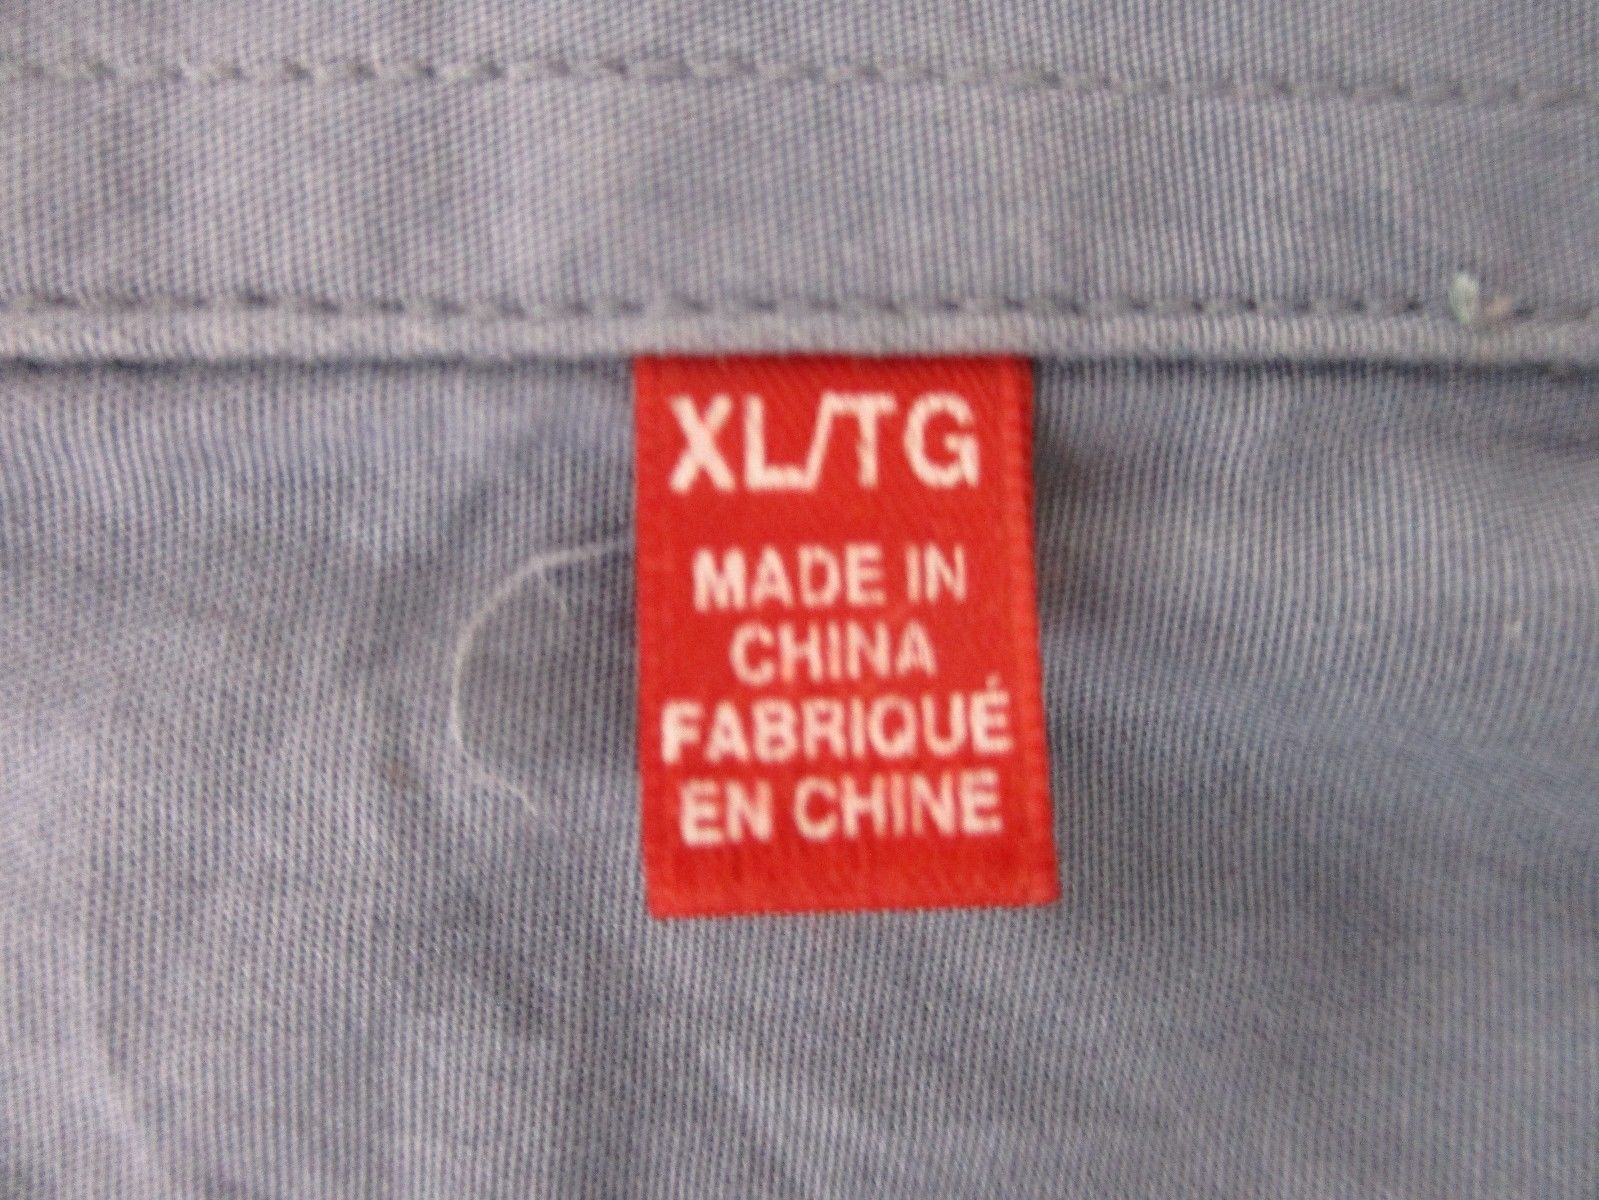 XL/TG
MADE IN
CHINA
FABRIQUÉ
EN CHINE